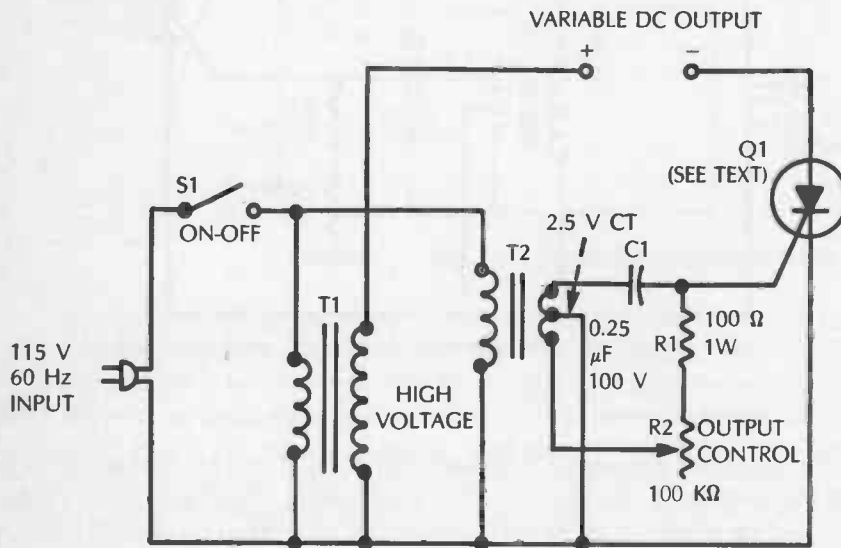 VARIABLE DC OUTPUT
+ −
Q1
(SEE TEXT)
S1
ON-OFF
2.5 V CT
C1
T2
T1
115 V
60 Hz
INPUT
HIGH
VOLTAGE
0.25
μF
100 V
100 Ω
R1 1W
R2 OUTPUT
CONTROL
100 KΩ